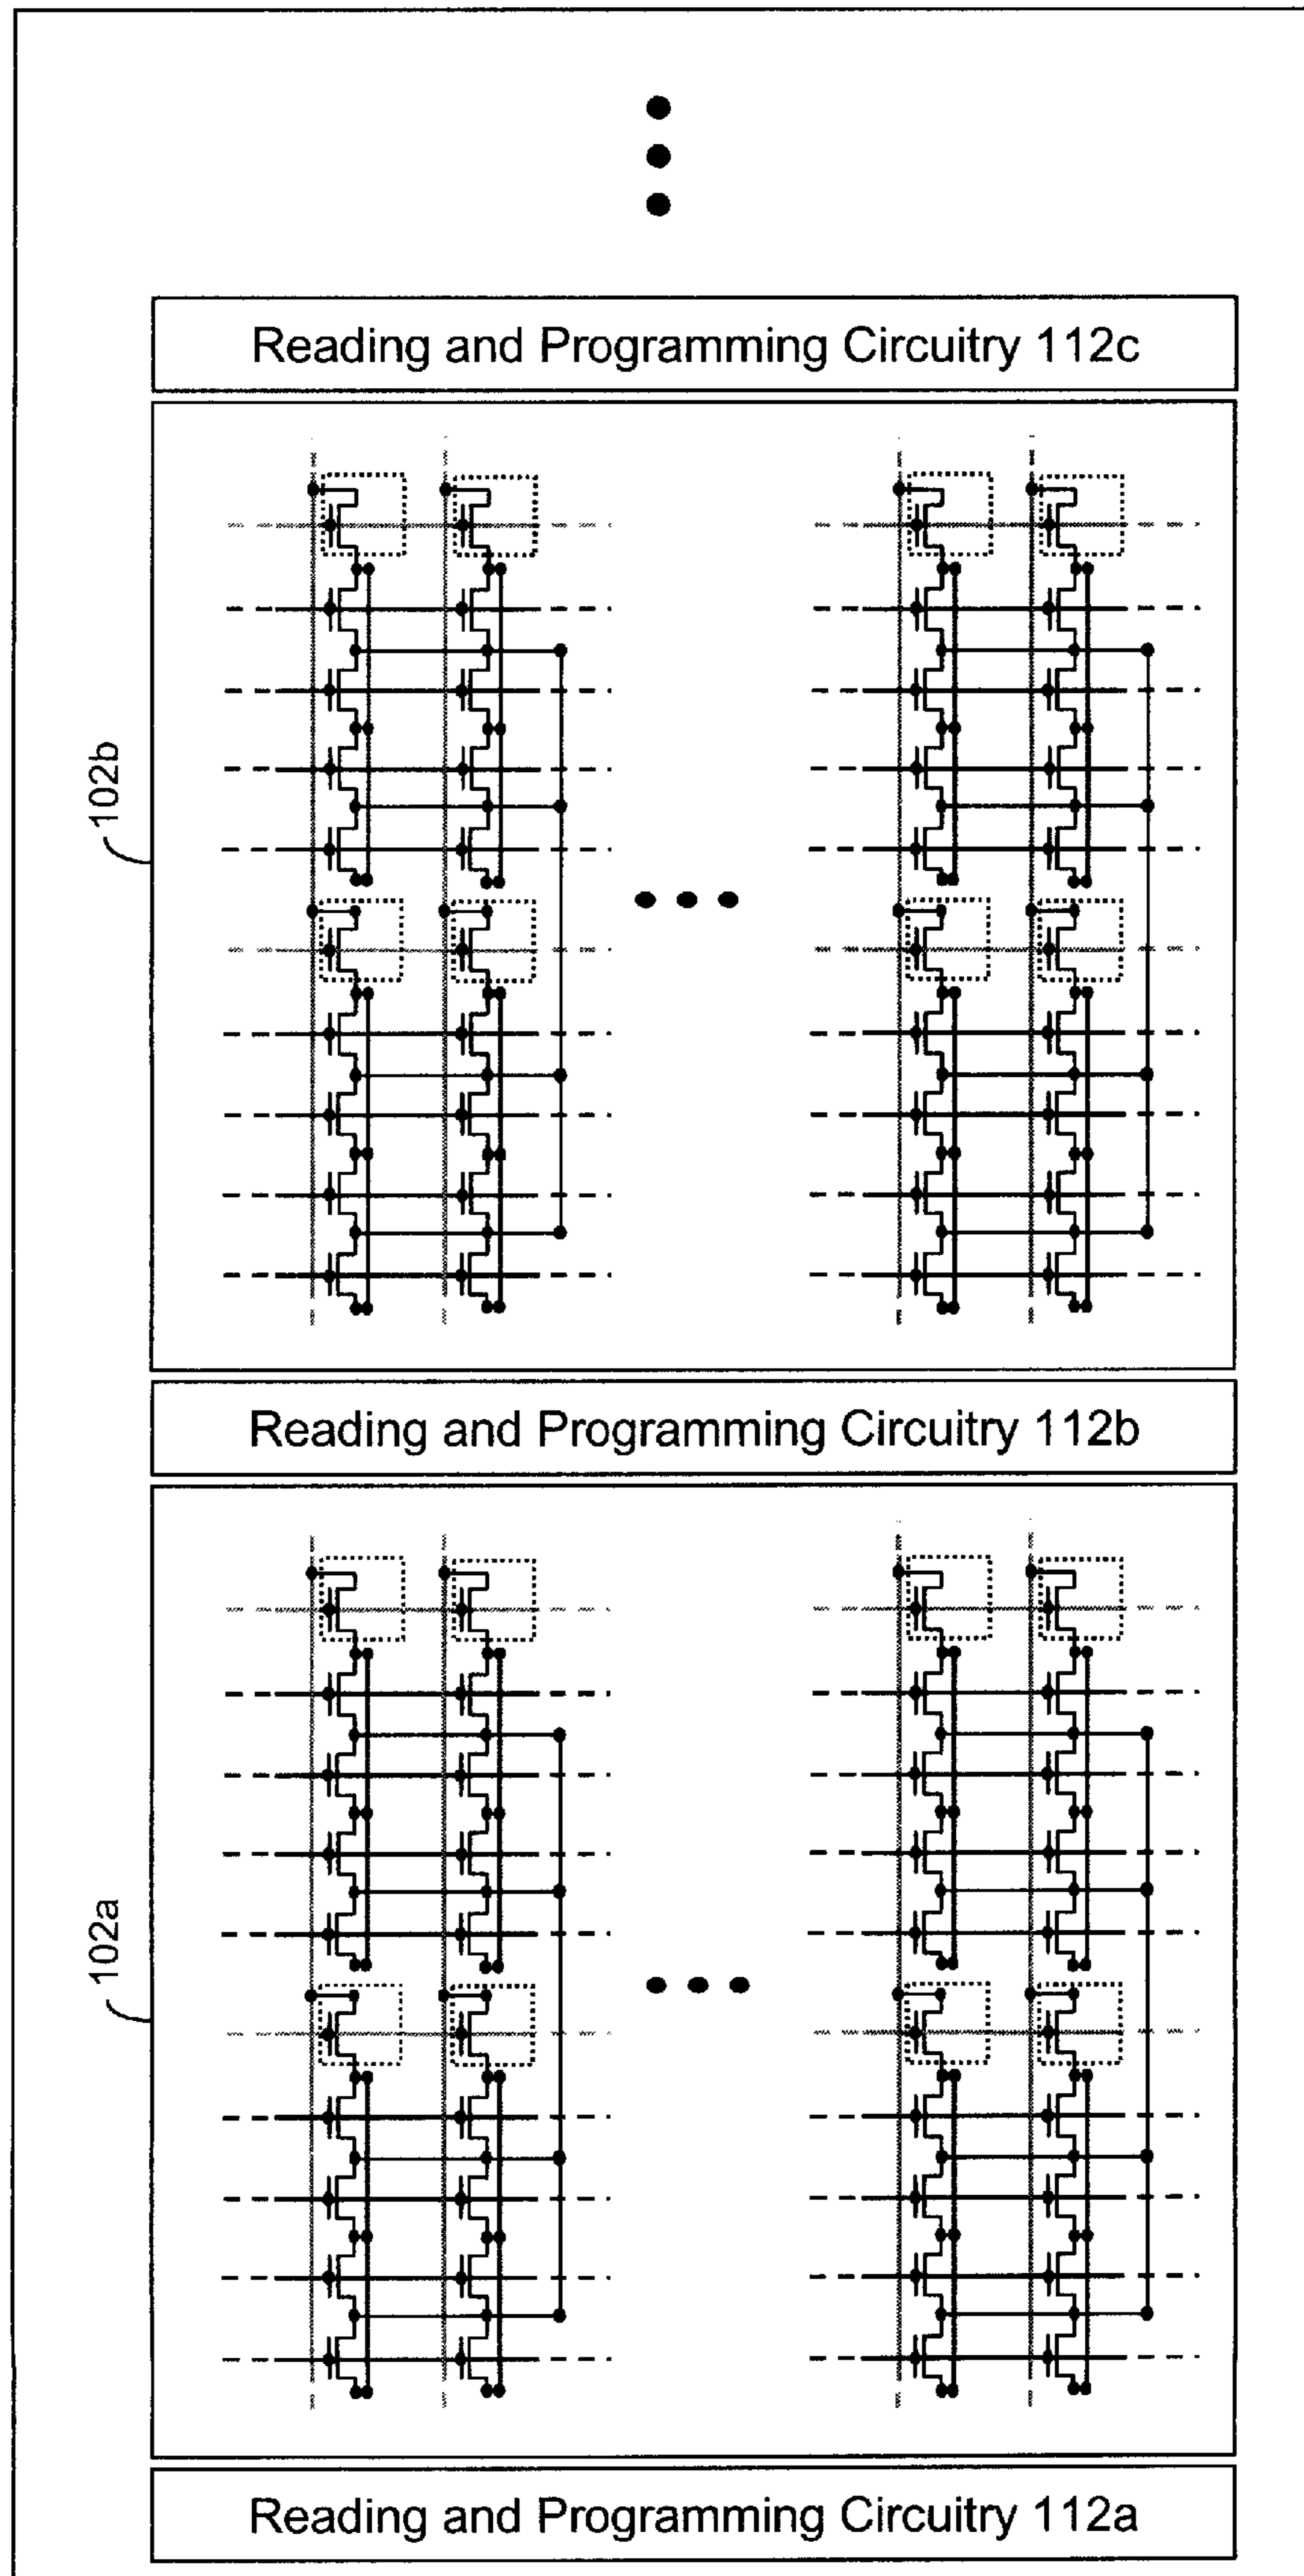 Reading and Programming Circuitry 112c
102b
Reading and Programming Circuitry 112b
102a
Reading and Programming Circuitry 112a